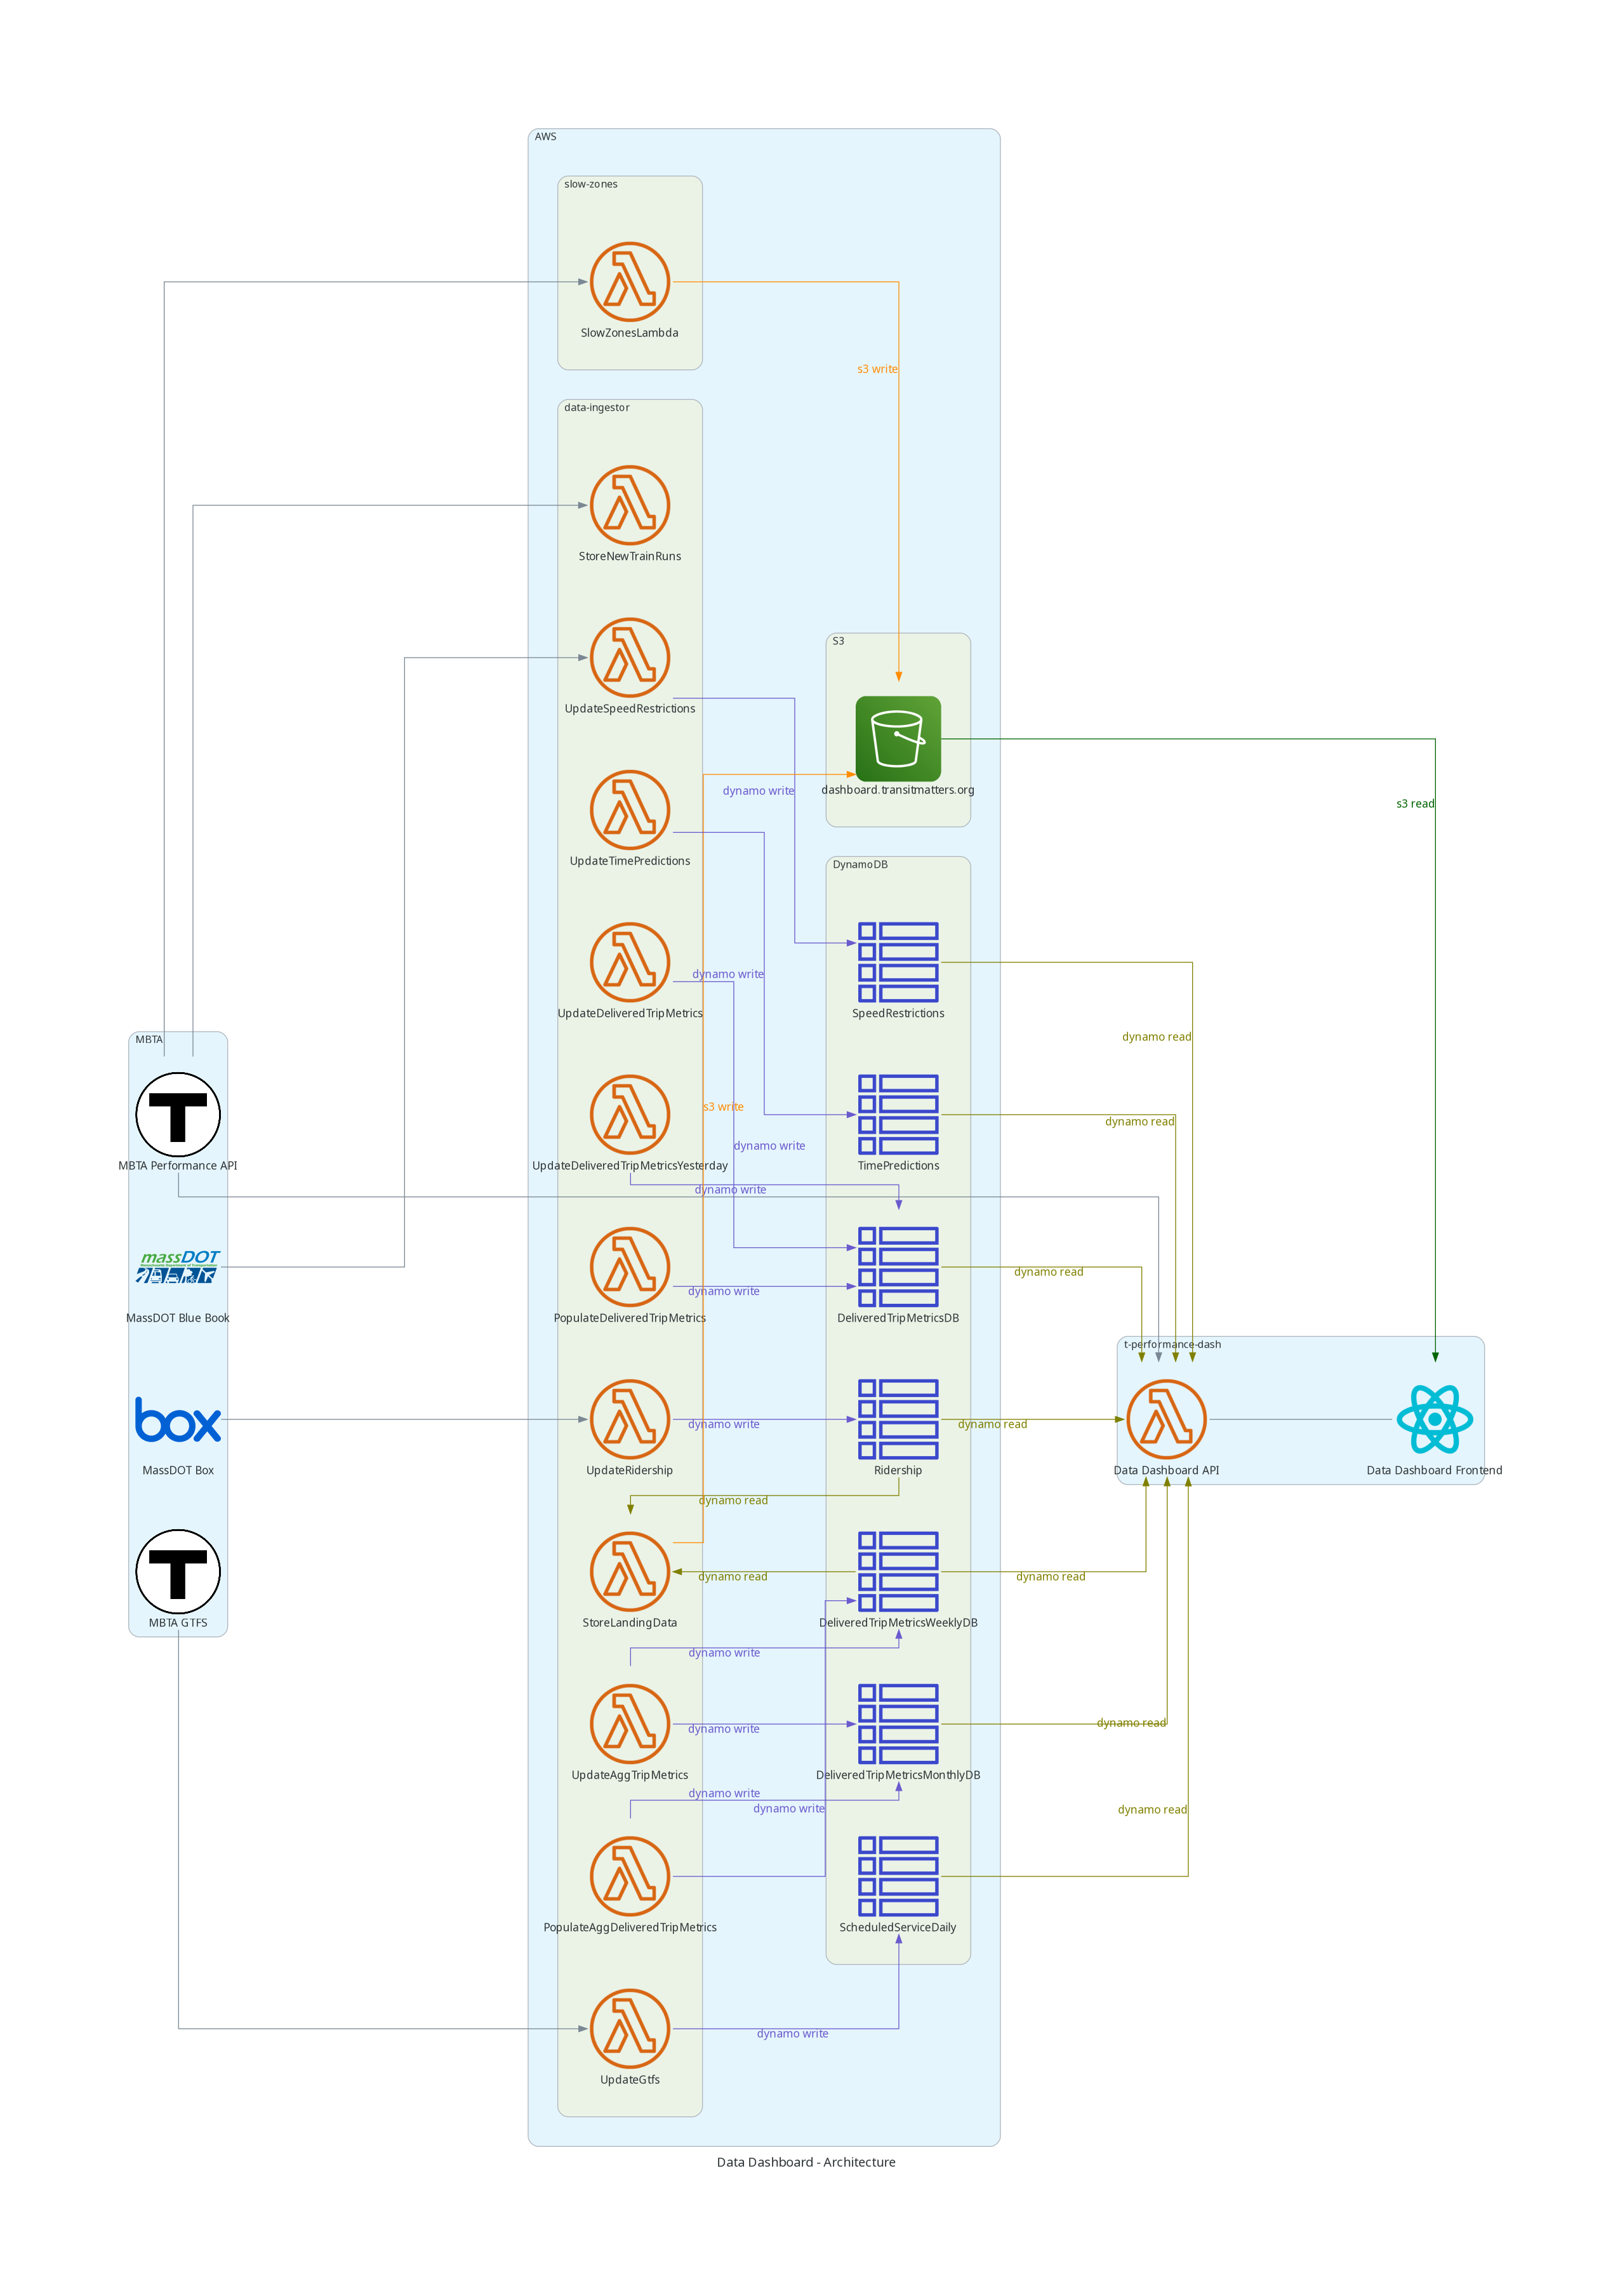 AWS
slow-zones
SlowZonesLambda
s3 write
data-ingestor
StoreNewTrainRuns
UpdateSpeedRestrictions
S3
dynamo write
dashboard.transitmatters.org
s3 read
UpdateTimePredictions
DynamoDB
dynamo write
UpdateDeliveredTripMetrics
SpeedRestrictions
dynamo read
MBTA
T
MBTA Performance API
s3 write
dynamo write
UpdateDeliveredTripMetricsYesterday
TimePredictions
dynamo read
dynamo write
massDOT
MassDOT Blue Book
PopulateDeliveredTripMetrics
dynamo write
DeliveredTripMetricsDB
dynamo read
t-performance-dash
box
MassDOT Box
UpdateRidership
dynamo write
Ridership
dynamo read
Data Dashboard API
Data Dashboard Frontend
dynamo read
T
MBTA GTFS
StoreLandingData
dynamo read
DeliveredTripMetricsWeeklyDB
dynamo read
dynamo write
UpdateAggTripMetrics
dynamo write
DeliveredTripMetricsMonthlyDB
dynamo read
dynamo write
dynamo write
dynamo read
PopulateAggDeliveredTripMetrics
ScheduledServiceDaily
dynamo write
UpdateGtfs
Data Dashboard - Architecture